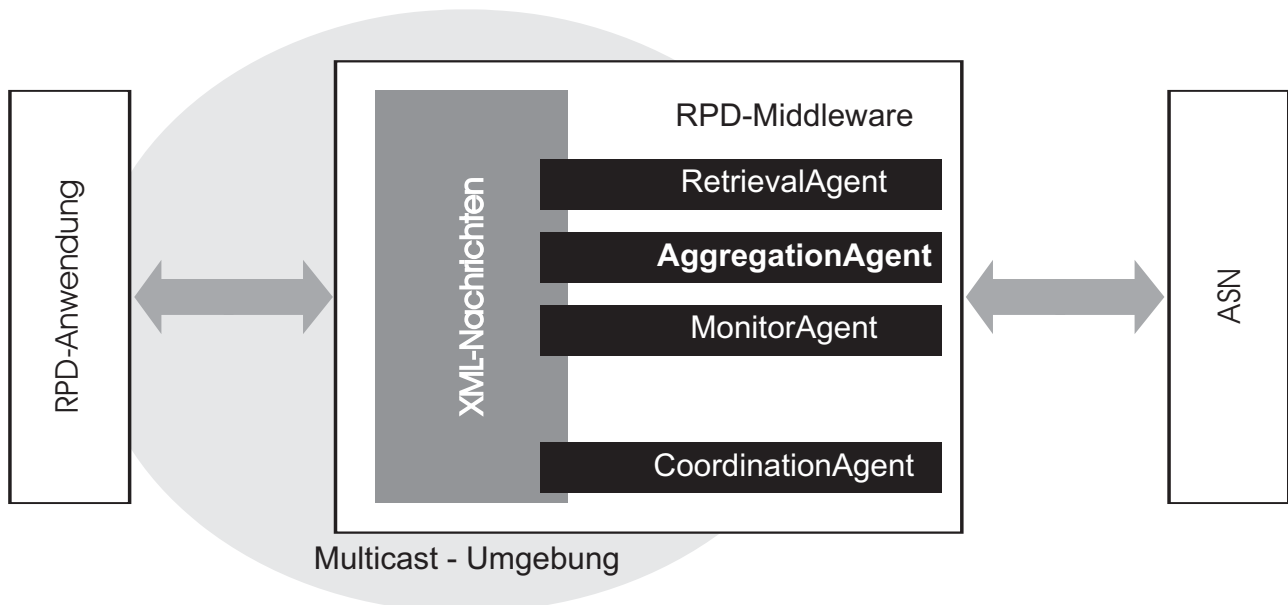 RPD-Anwendung
XML-Nachrichten
RPD-Middleware
RetrievalAgent
AggregationAgent
MonitorAgent
CoordinationAgent
ASN
Multicast - Umgebung